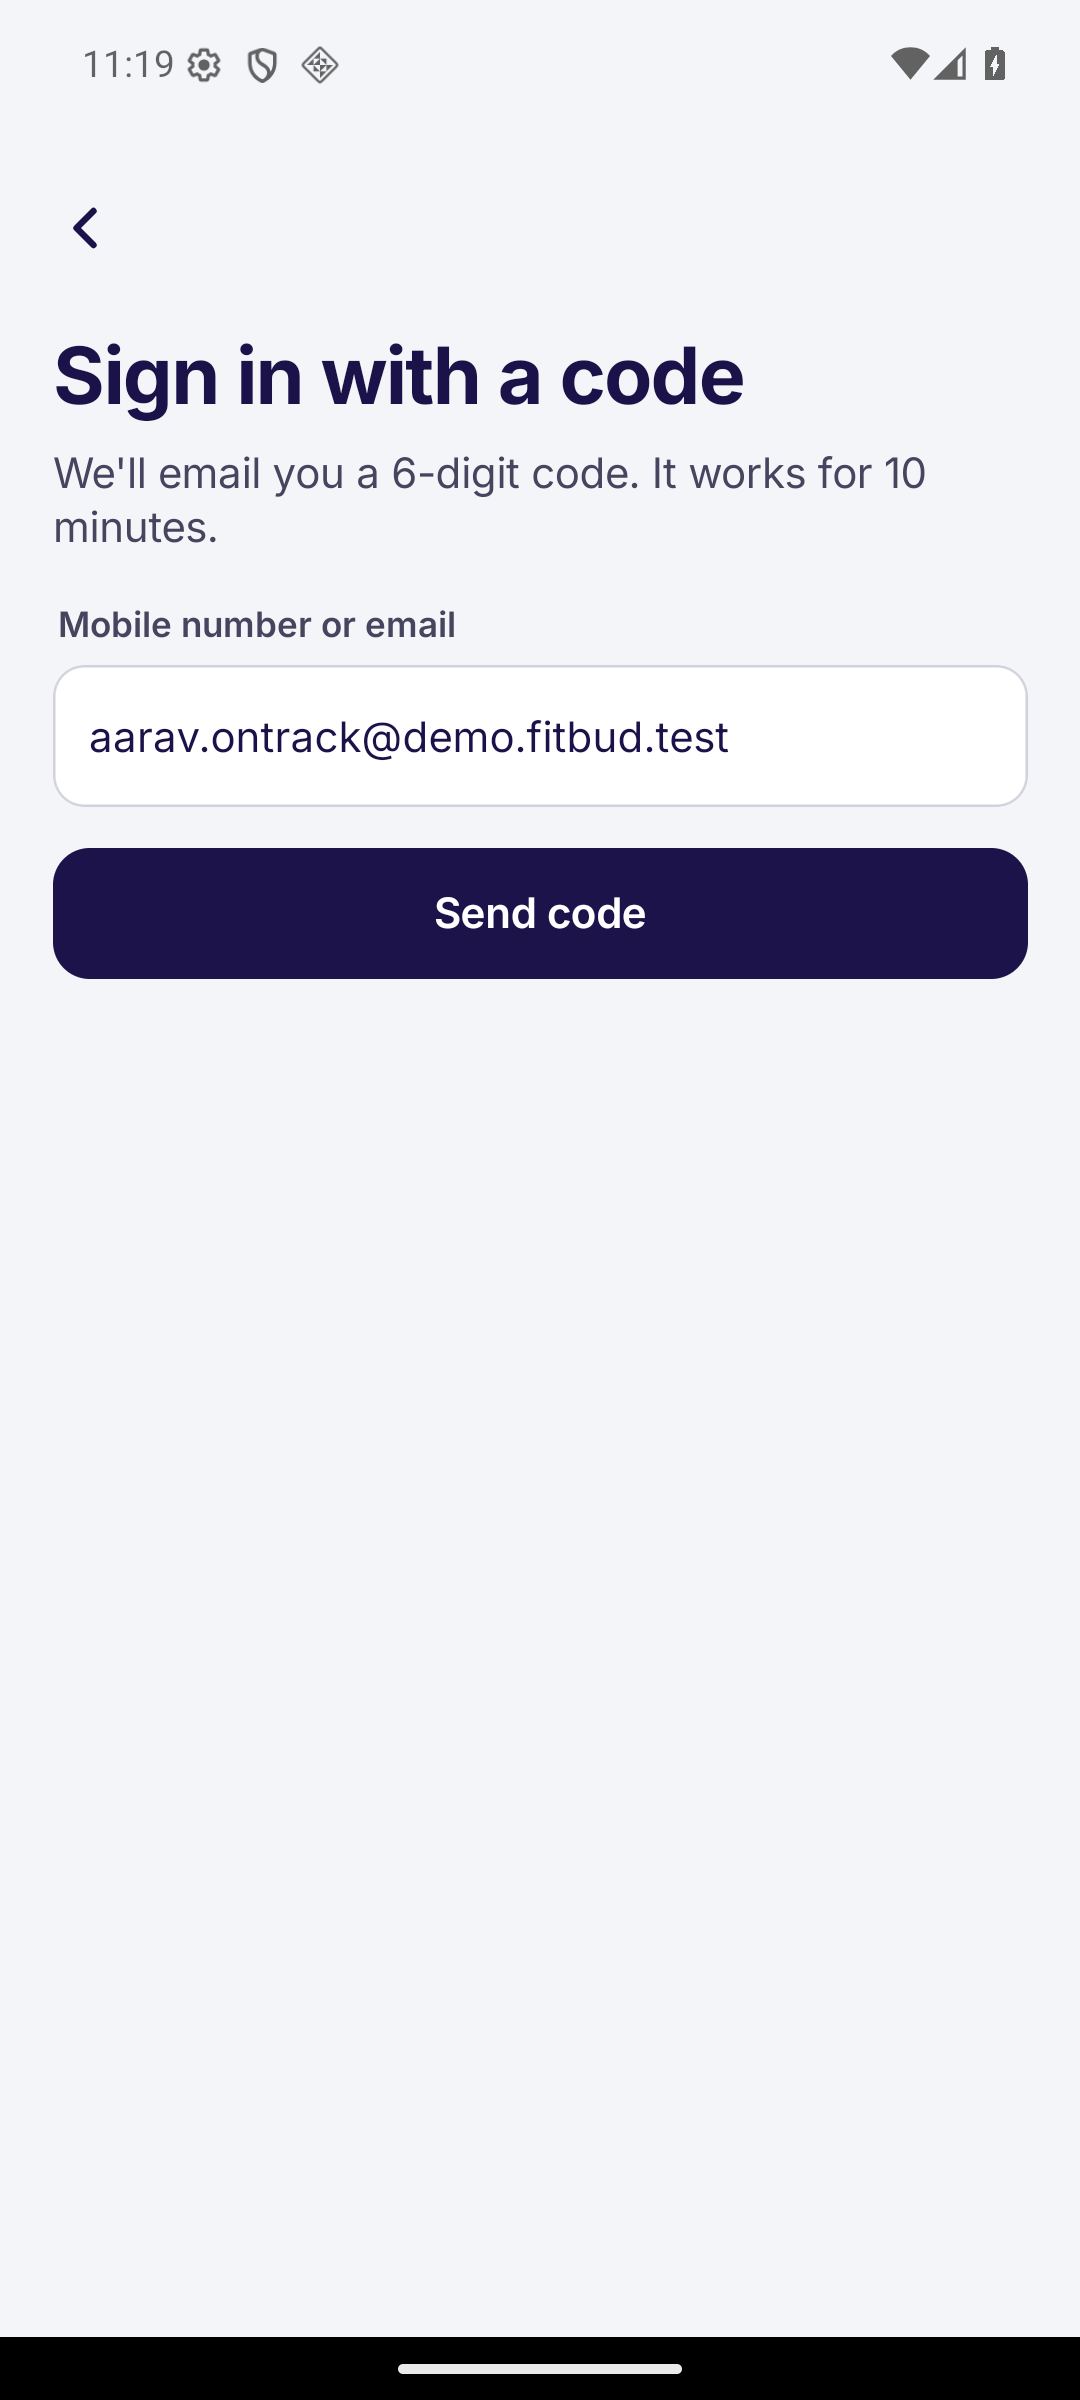 11:19
Sign in with a code
We'll email you a 6-digit code. It works for 10
minutes.
Mobile number or email
aarav.ontrack@demo.fitbud.test
Send code